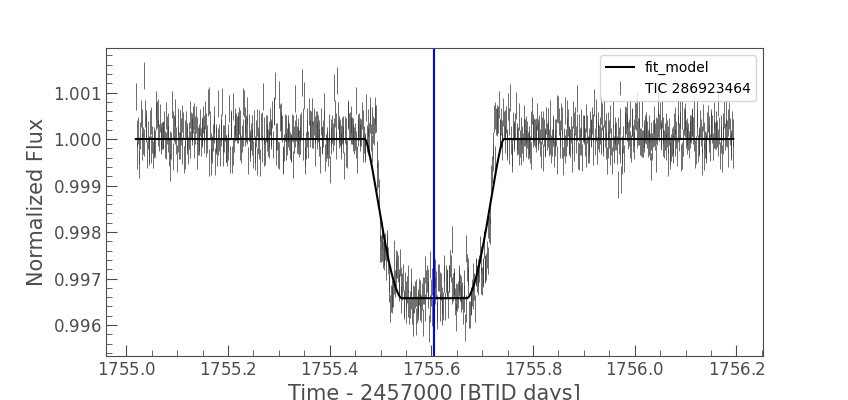 fit_model
TIC 286923464
1.001
1.000
0.999
0.998
0.997
0.996
Normalized Flux
1755.0 1755.2 1755.4 1755.6 1755.8 1756.0 1756.2
Time - 2457000 [BTJD days]